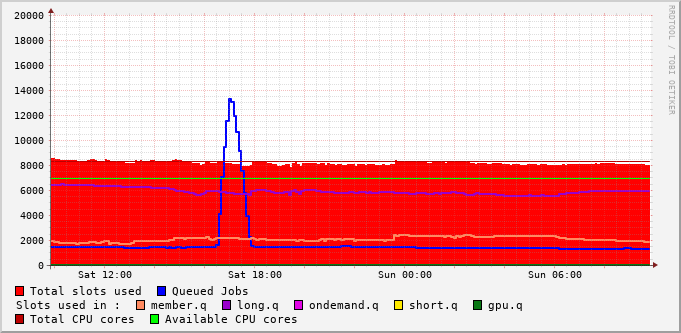 20000
18000
16000
14000
12000
10000
8000
6000
4000
2000
0
Sat 12:00 Sat 18:00 Sun 00:00 Sun 06:00
Total slots used Queued Jobs
Slots used in : member.q long.q ondemand.q short.q gpu.q
Total CPU cores Available CPU cores
RRDTOOL / TOBI OETIKER